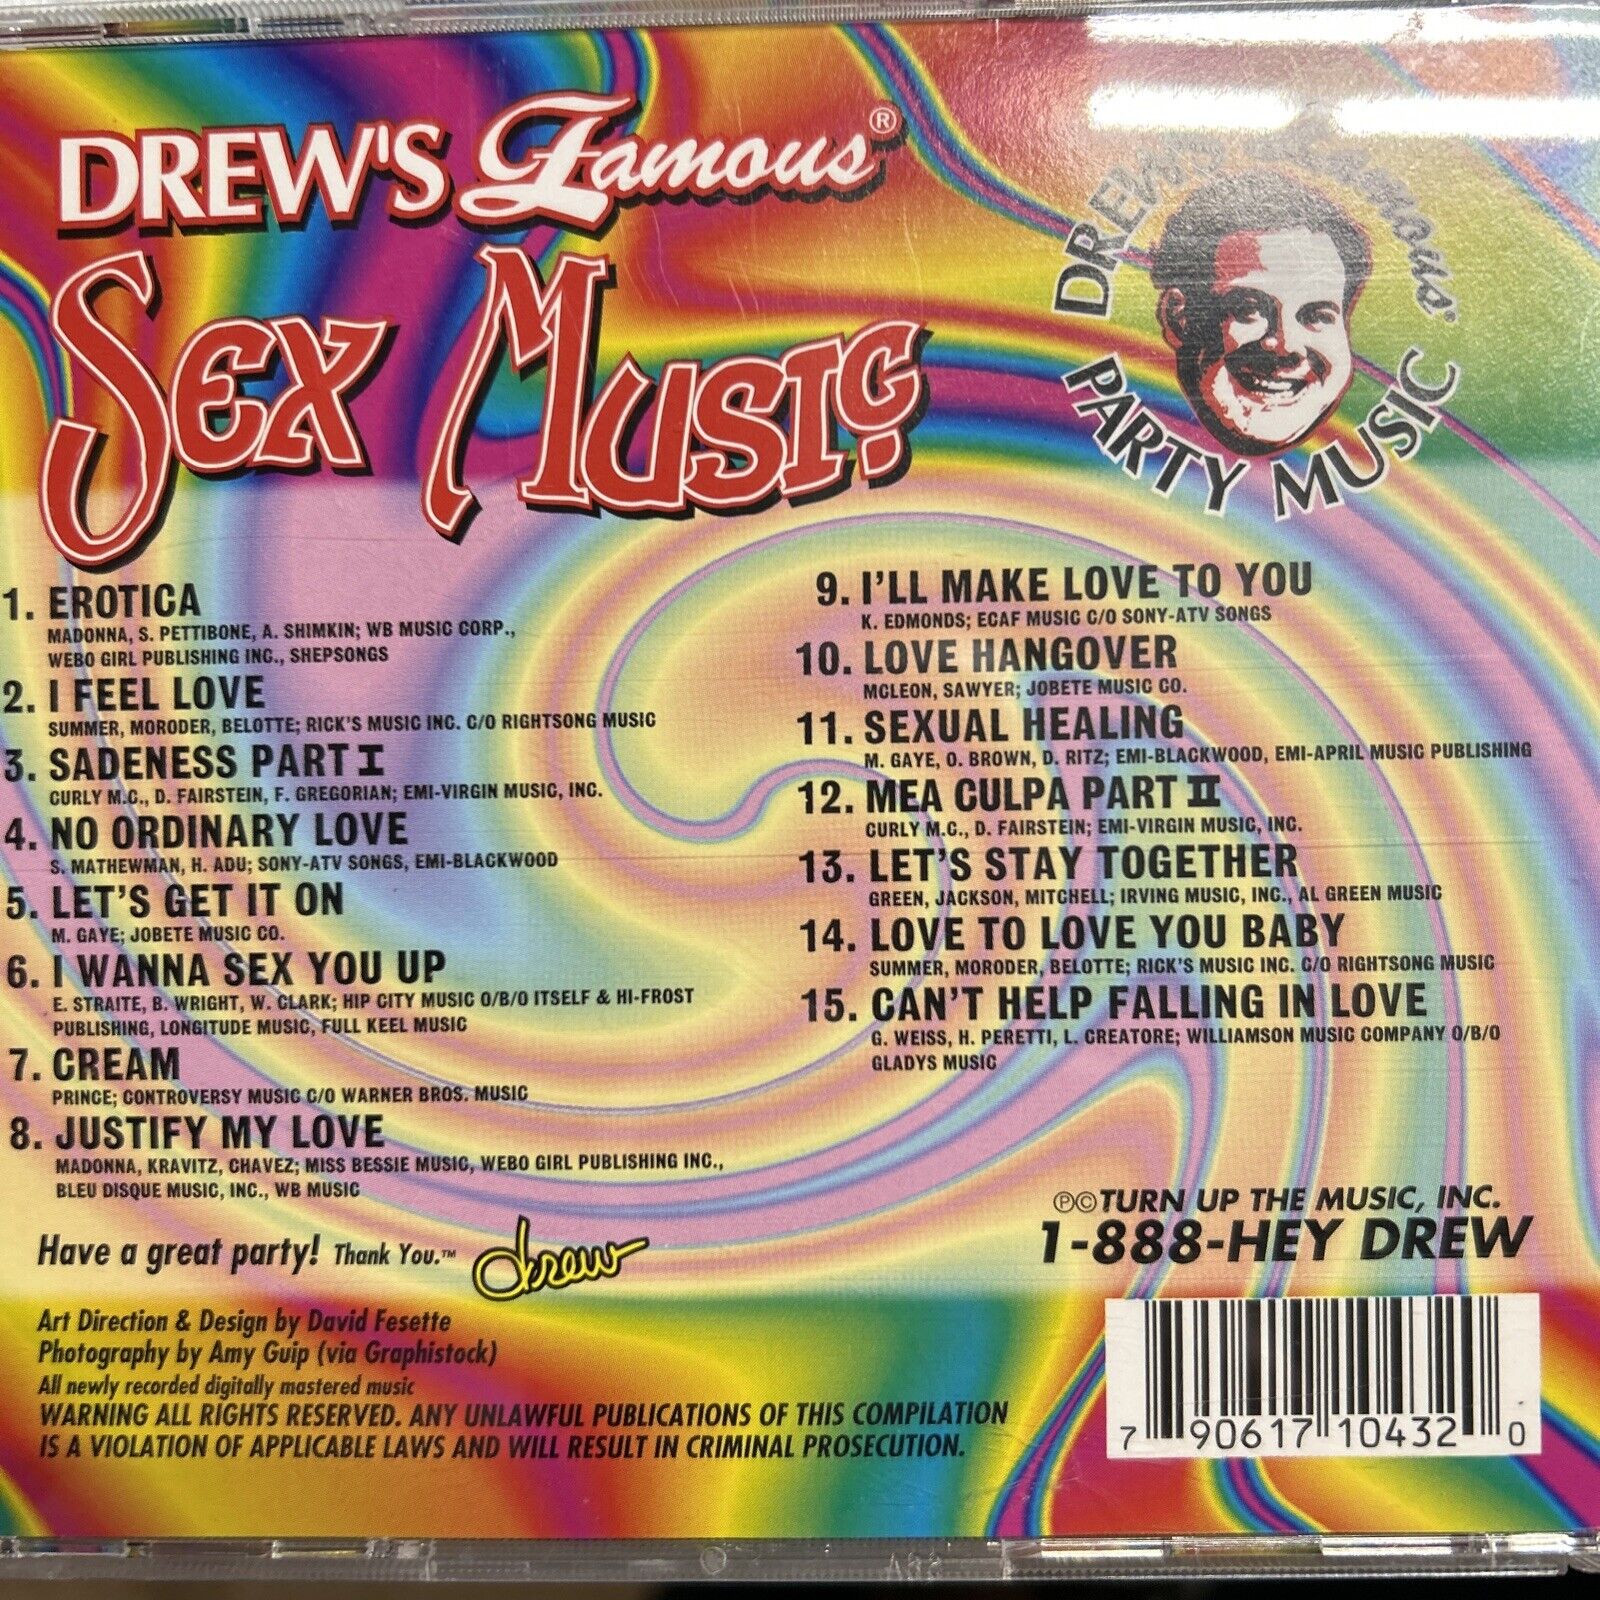 DREW'S Famous®
SEX MUSIC
DREW'S Famous®
PARTY MUSIC
1. EROTICA
MADONNA, S. PETTIBONE, A. SHIMKIN; WB MUSIC CORP.,
WEBO GIRL PUBLISHING INC., SHEPSONGS
2. I FEEL LOVE
SUMMER, MORODER, BELOTTE; RICK'S MUSIC INC. C/O RIGHTSONG MUSIC
3. SADENESS PART I
CURLY M.C., D. FAIRSTEIN, F. GREGORIAN; EMI-VIRGIN MUSIC, INC.
4. NO ORDINARY LOVE
S. MATHEWMAN, H. ADU; SONY-ATV SONGS, EMI-BLACKWOOD
5. LET'S GET IT ON
M. GAYE; JOBETE MUSIC CO.
6. I WANNA SEX YOU UP
E. STRAITE, B. WRIGHT, W. CLARK; HIP CITY MUSIC O/B/O ITSELF & HI-FROST
PUBLISHING, LONGITUDE MUSIC, FULL KEEL MUSIC
7. CREAM
PRINCE; CONTROVERSY MUSIC C/O WARNER BROS. MUSIC
8. JUSTIFY MY LOVE
MADONNA, KRAVITZ, CHAVEZ; MISS BESSIE MUSIC, WEBO GIRL PUBLISHING INC.,
BLEU DISQUE MUSIC, INC., WB MUSIC
9. I'LL MAKE LOVE TO YOU
K. EDMONDS; ECAF MUSIC C/O SONY-ATV SONGS
10. LOVE HANGOVER
MCLEON, SAWYER; JOBETE MUSIC CO.
11. SEXUAL HEALING
M. GAYE, O. BROWN, D. RITZ; EMI-BLACKWOOD, EMI-APRIL MUSIC PUBLISHING
12. MEA CULPA PART II
CURLY M.C., D. FAIRSTEIN; EMI-VIRGIN MUSIC, INC.
13. LET'S STAY TOGETHER
GREEN, JACKSON, MITCHELL; IRVING MUSIC, INC., AL GREEN MUSIC
14. LOVE TO LOVE YOU BABY
SUMMER, MORODER, BELOTTE; RICK'S MUSIC INC. C/O RIGHTSONG MUSIC
15. CAN'T HELP FALLING IN LOVE
G. WEISS, H. PERETTI, L. CREATORE; WILLIAMSON MUSIC COMPANY O/B/O
GLADYS MUSIC
Have a great party! Thank You.™ drew
℗©TURN UP THE MUSIC, INC.
1-888-HEY DREW
Art Direction & Design by David Fesette
Photography by Amy Guip (via Graphistock)
All newly recorded digitally mastered music
WARNING ALL RIGHTS RESERVED. ANY UNLAWFUL PUBLICATIONS OF THIS COMPILATION
IS A VIOLATION OF APPLICABLE LAWS AND WILL RESULT IN CRIMINAL PROSECUTION.
7 90617 10432 0